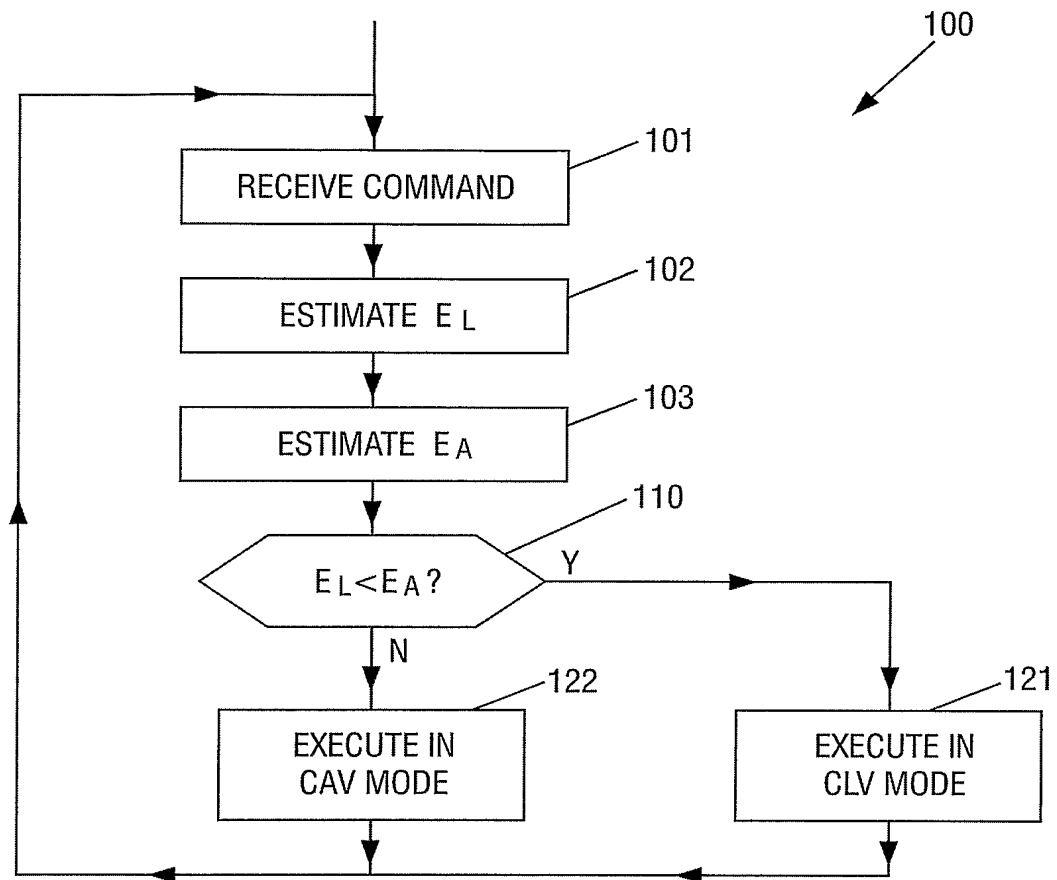 100
101
RECEIVE COMMAND
102
ESTIMATE E L
103
ESTIMATE E A
110
E L < E A ?
Y
N
122
121
EXECUTE IN
CAV MODE
EXECUTE IN
CLV MODE